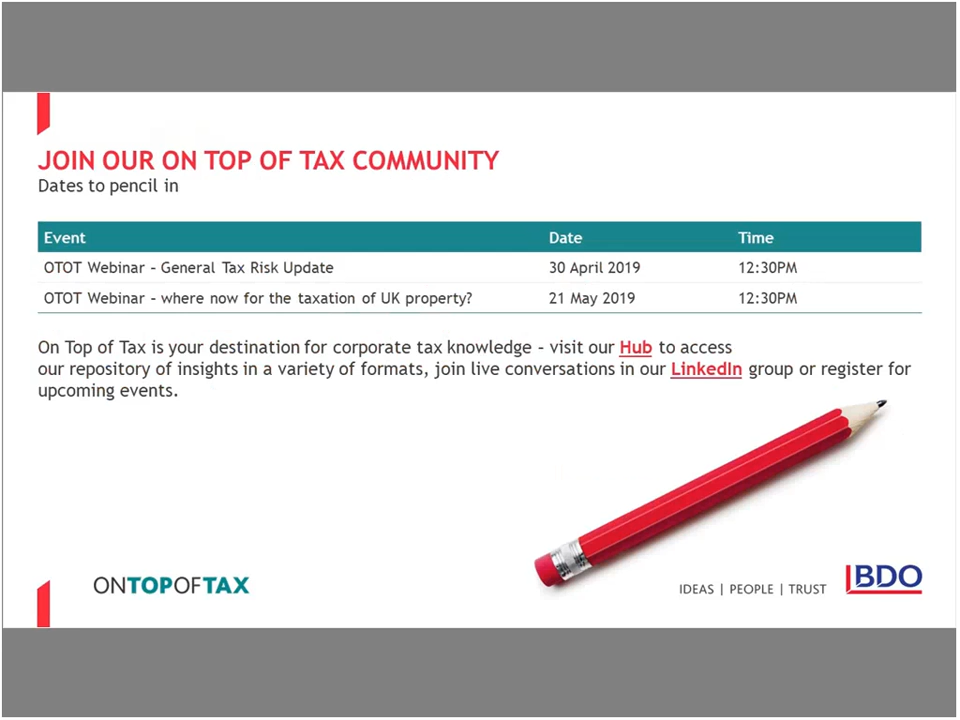 JOIN OUR ON TOP OF TAX COMMUNITY
Dates to pencil in
Event Date Time
OTOT Webinar – General Tax Risk Update 30 April 2019 12:30PM
OTOT Webinar – where now for the taxation of UK property? 21 May 2019 12:30PM
On Top of Tax is your destination for corporate tax knowledge – visit our Hub to access
our repository of insights in a variety of formats, join live conversations in our LinkedIn group or register for
upcoming events.
ONTOPOFTAX
IDEAS | PEOPLE | TRUST
BDO